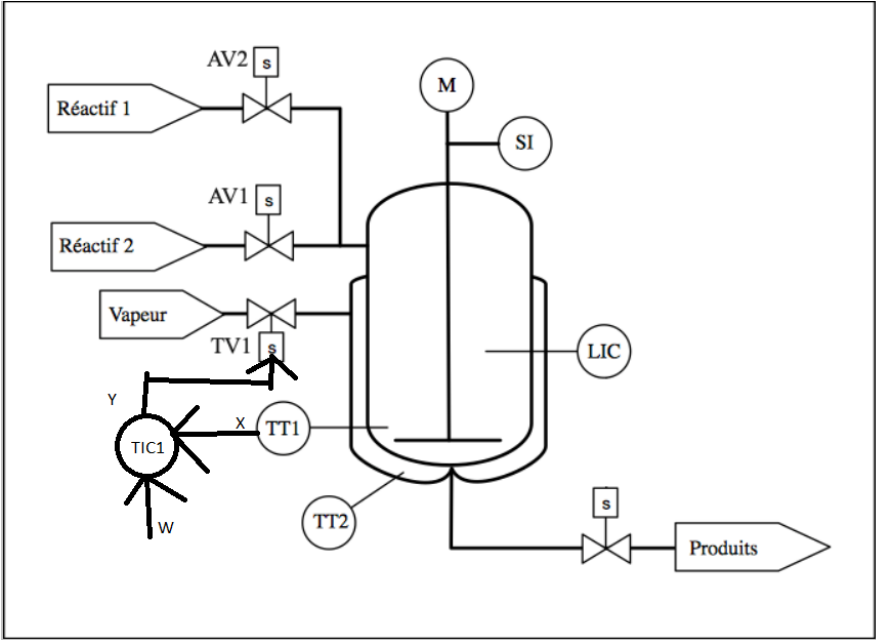 AV2
s
M
Réactif 1
SI
AV1
s
Réactif 2
Vapeur
TV1
s
LIC
Y
X
TT1
TIC1
TT2
s
W
Produits